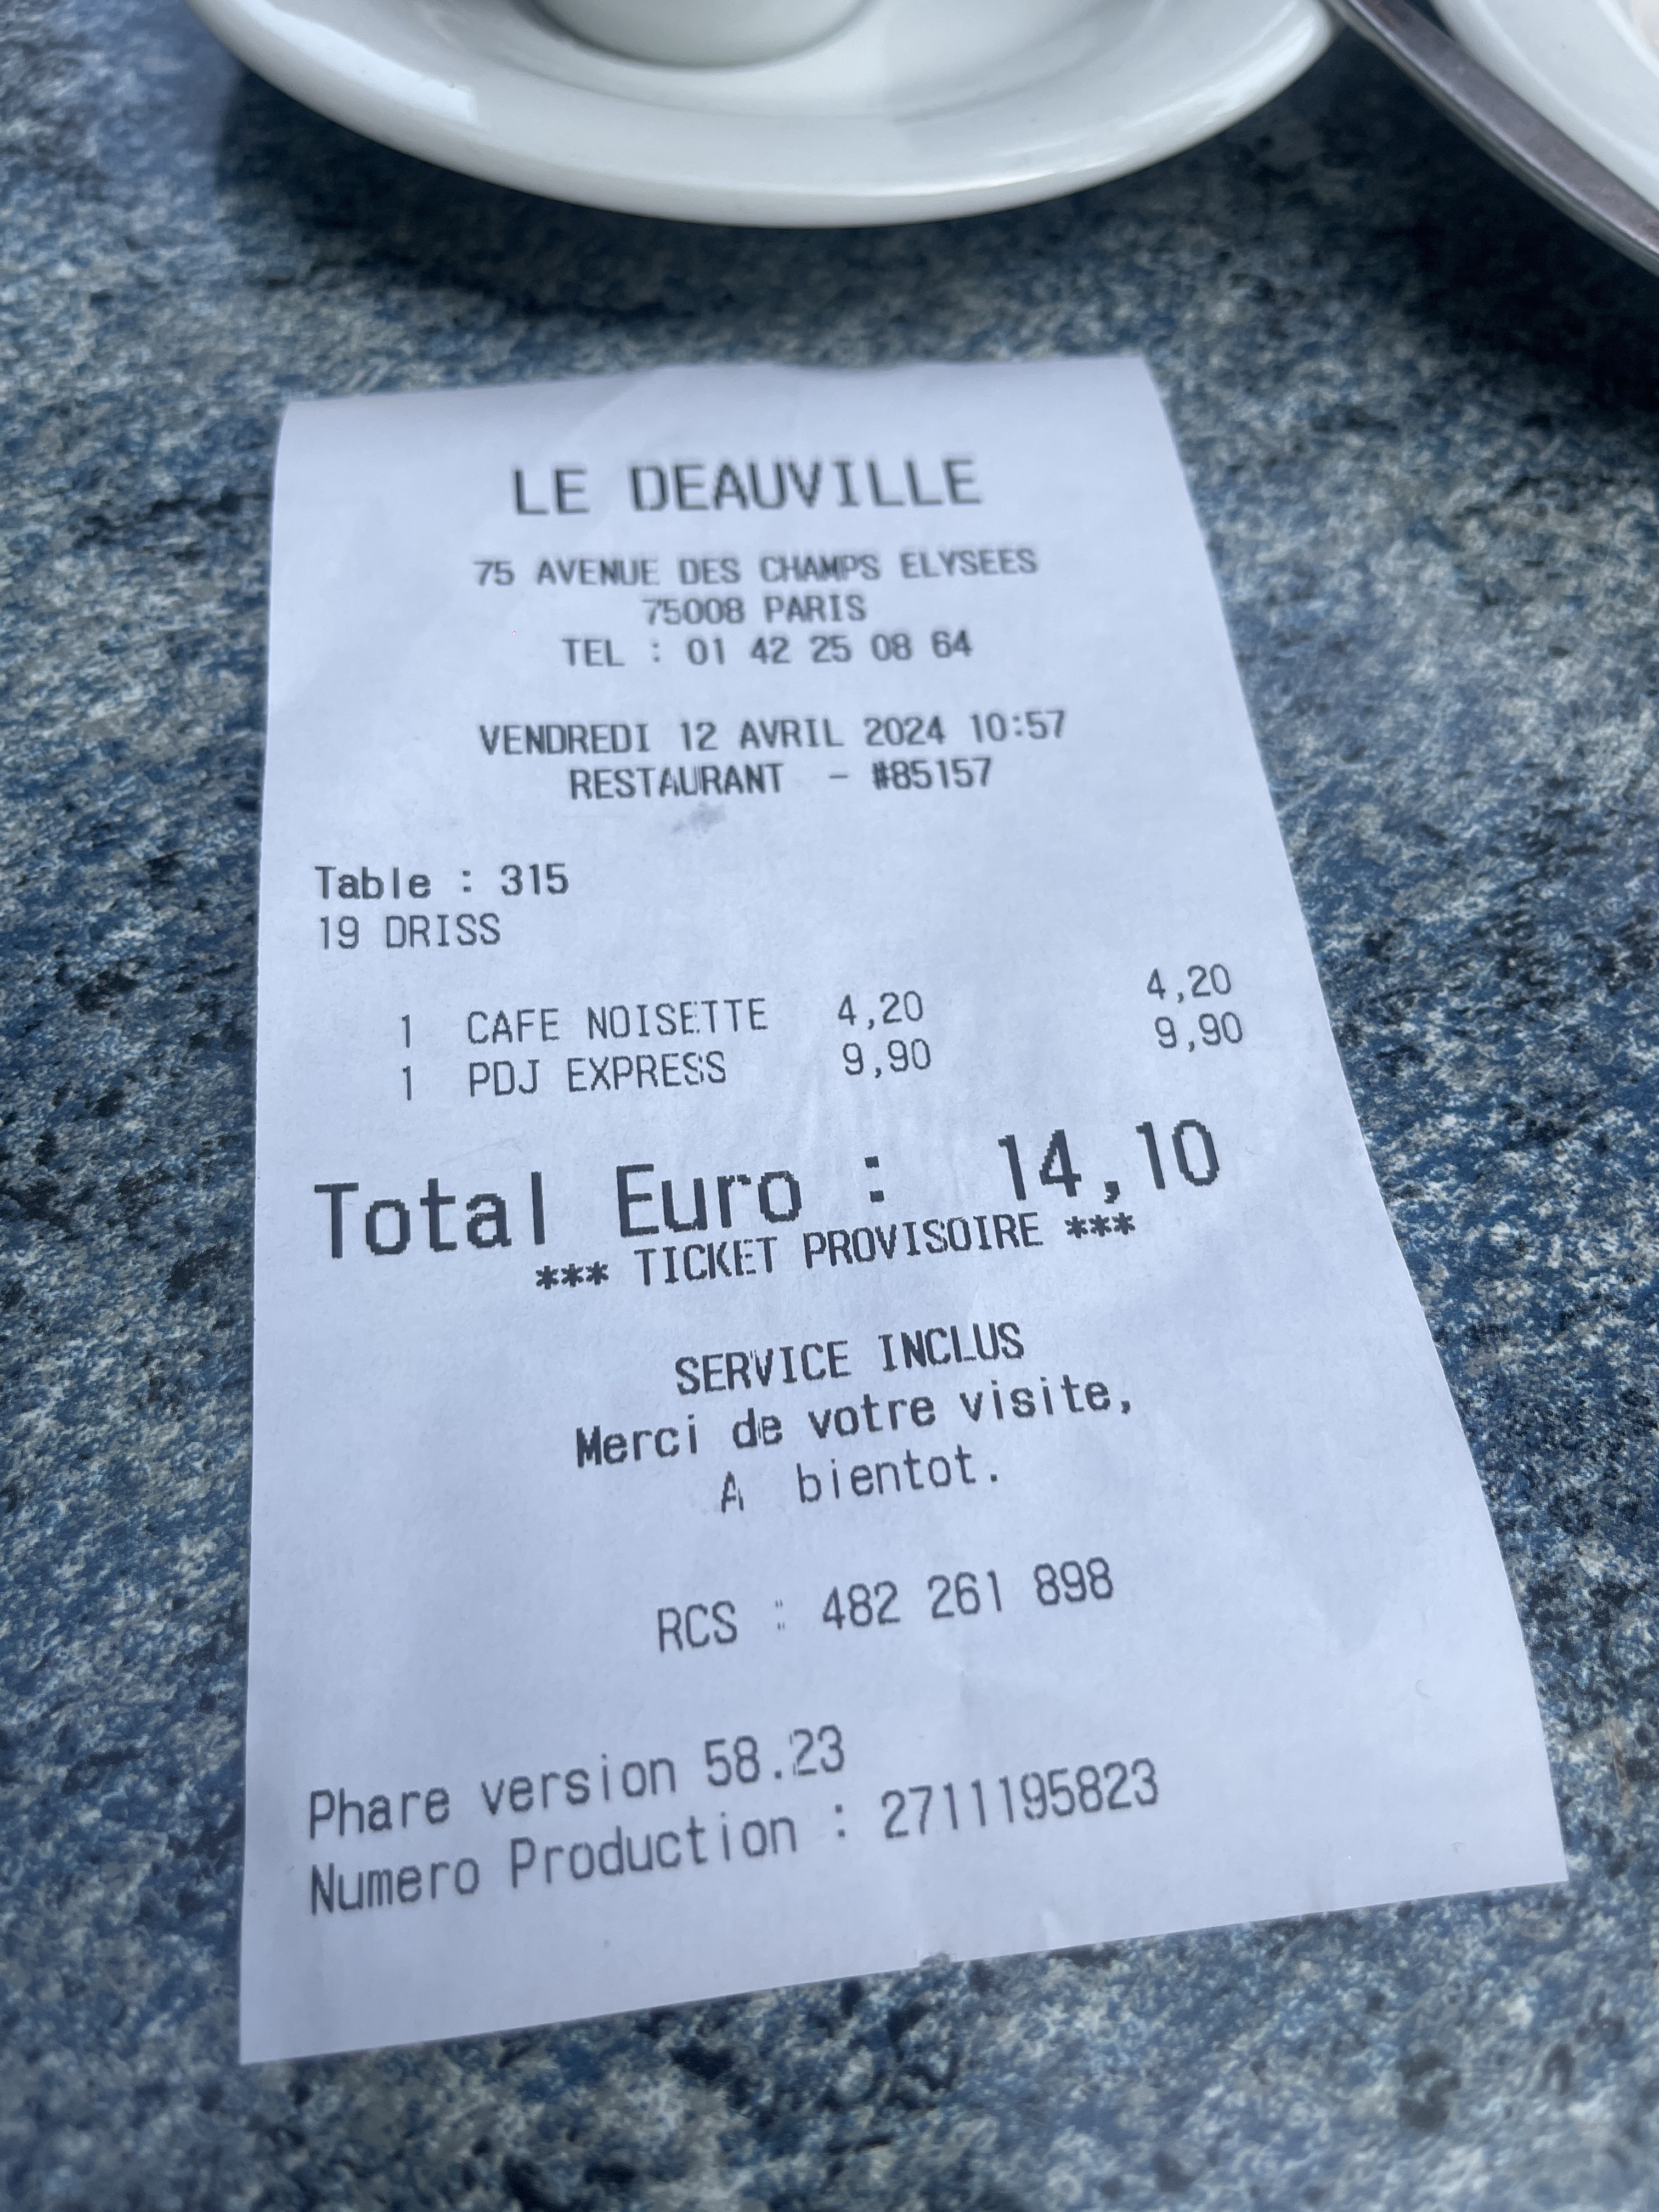 LE DEAUVILLE
75 AVENUE DES CHAMPS ELYSEES
75008 PARIS
TEL : 01 42 25 08 64
VENDREDI 12 AVRIL 2024 10:57
RESTAURANT - #85157
Table : 315
19 DRISS
1 CAFE NOISETTE 4,20 4,20
1 PDJ EXPRESS 9,90 9,90
Total Euro : 14,10
*** TICKET PROVISOIRE ***
SERVICE INCLUS
Merci de votre visite,
A bientot.
RCS : 482 261 898
Phare version 58.23
Numero Production : 2711195823